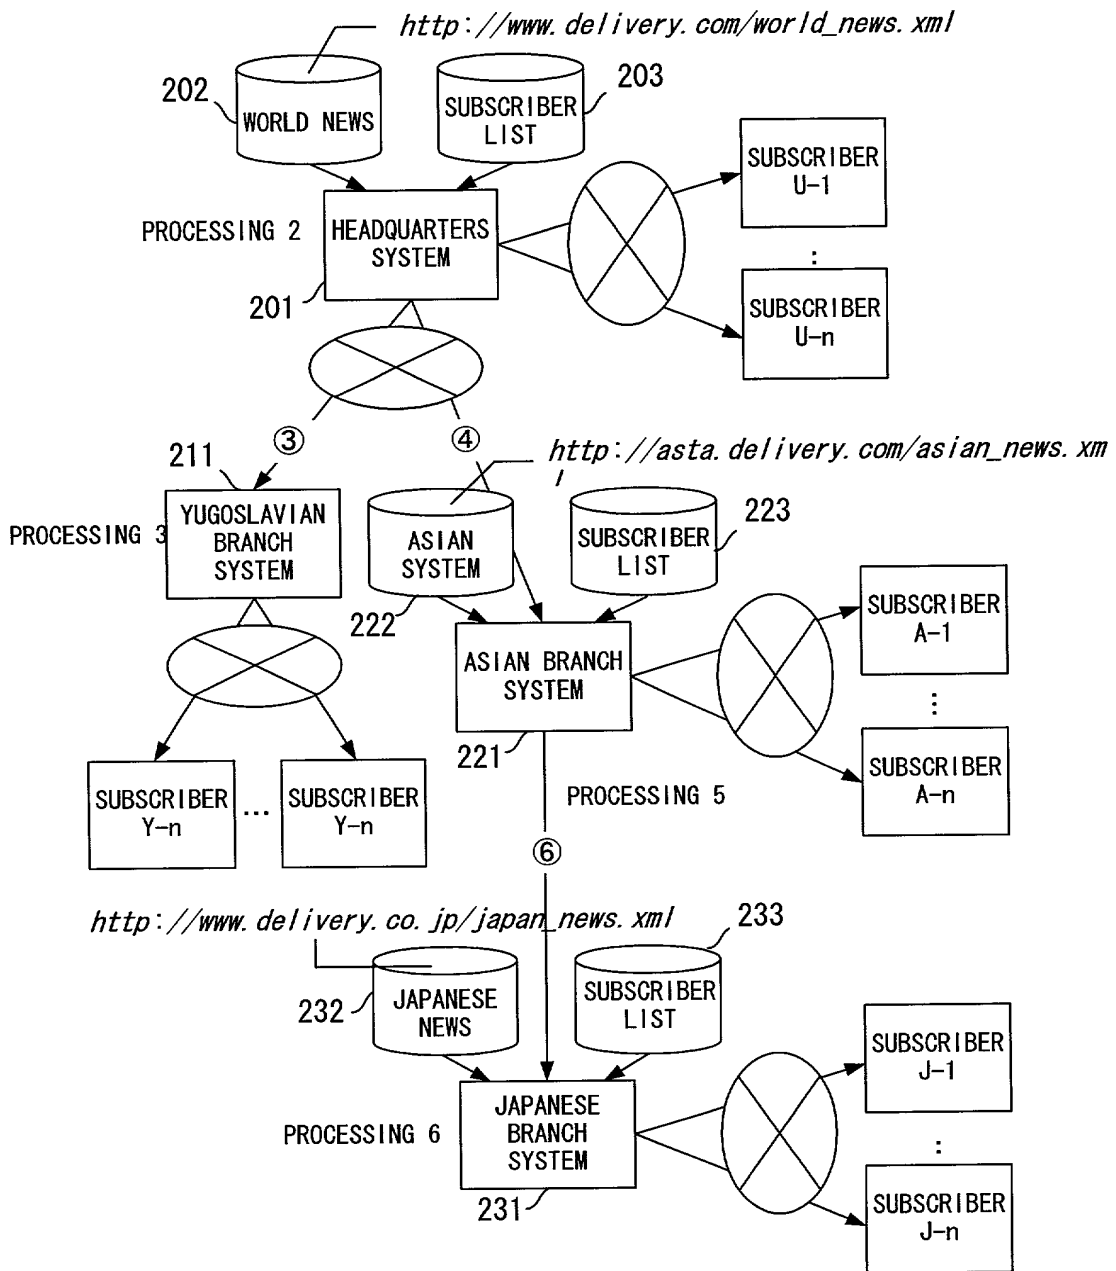 http://www.delivery.com/world_news.xml
202
203
WORLD NEWS
SUBSCRIBER
LIST
SUBSCRIBER
U-1
PROCESSING 2
HEADQUARTERS
SYSTEM
:
201
SUBSCRIBER
U-n
③
④
211
http://asta.delivery.com/asian_news.xm
l
PROCESSING 3
YUGOSLAVIAN
BRANCH
SYSTEM
ASIAN
SYSTEM
SUBSCRIBER
LIST
223
222
SUBSCRIBER
A-1
ASIAN BRANCH
SYSTEM
⋮
221
SUBSCRIBER
A-n
SUBSCRIBER
Y-n
...
SUBSCRIBER
Y-n
PROCESSING 5
⑥
http://www.delivery.co.jp/japan_news.xml
233
232
JAPANESE
NEWS
SUBSCRIBER
LIST
SUBSCRIBER
J-1
PROCESSING 6
JAPANESE
BRANCH
SYSTEM
:
231
SUBSCRIBER
J-n